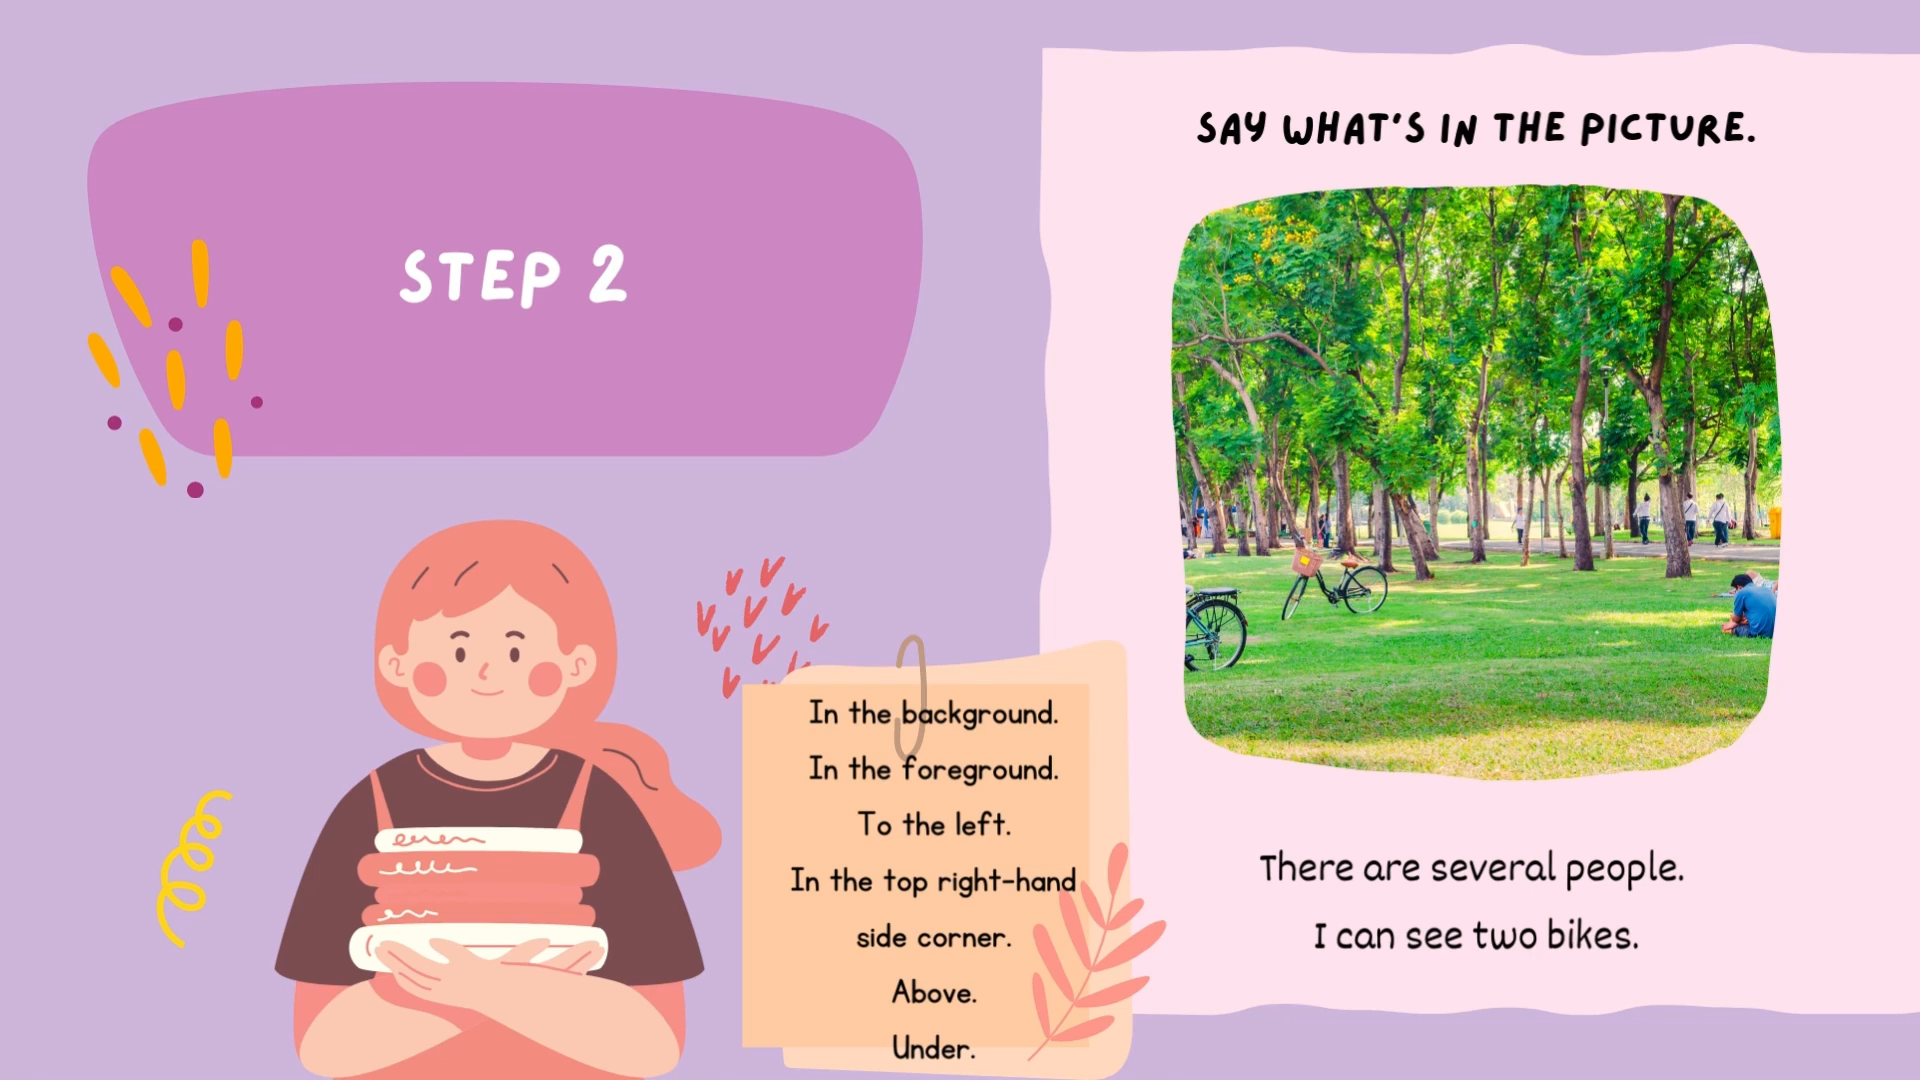 STEP 2
SAY WHAT'S IN THE PICTURE.
In the background.
In the foreground.
To the left.
In the top right-hand
side corner.
Above.
Under.
There are several people.
I can see two bikes.